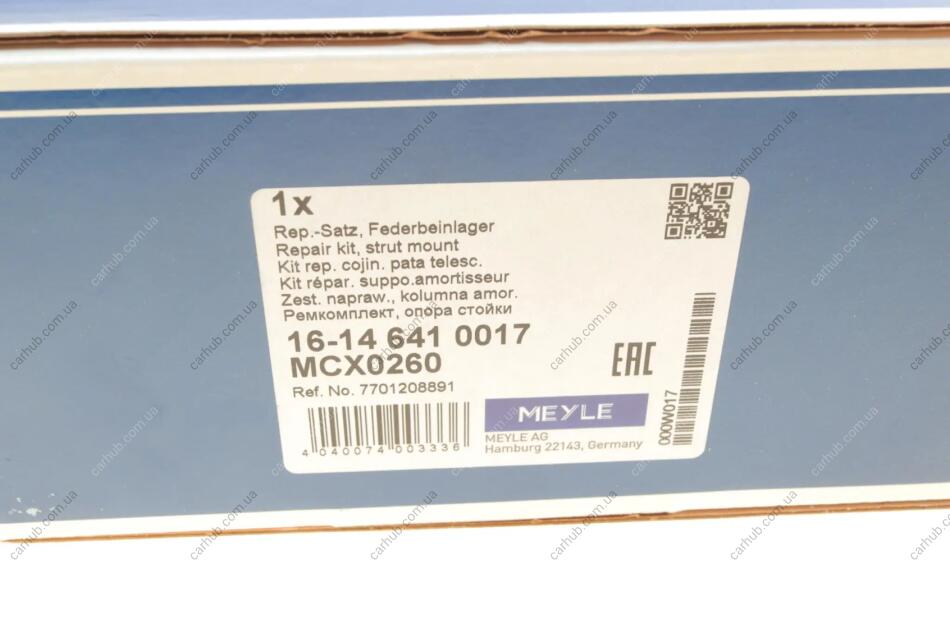 1x
Rep.-Satz, Federbeinlager
Repair kit, strut mount
Kit rep. cojin. pata telesc.
Kit répar. suppo.amortisseur
Zest. napraw., kolumna amor.
Ремкомплект, опора стойки
16-14 641 0017
MCX0260
Ref. No. 7701208891
EAC
4 040074 003336
MEYLE
MEYLE AG
Hamburg 22143, Germany
000W017
carhub.com.ua